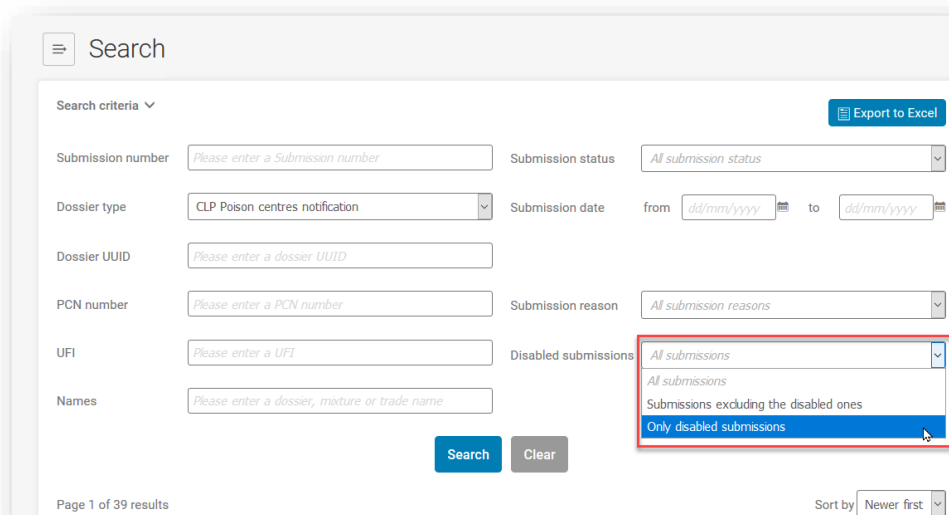 Search
Search criteria
Export to Excel
Submission number Please enter a Submission number Submission status All submission status
Dossier type CLP Poison centres notification Submission date from dd/mm/yyyy to dd/mm/yyyy
Dossier UUID Please enter a dossier UUID
PCN number Please enter a PCN number Submission reason All submission reasons
UFI Please enter a UFI Disabled submissions All submissions
All submissions
Submissions excluding the disabled ones
Names Please enter a dossier, mixture or trade name
Only disabled submissions
Search Clear
Page 1 of 39 results Sort by Newer first